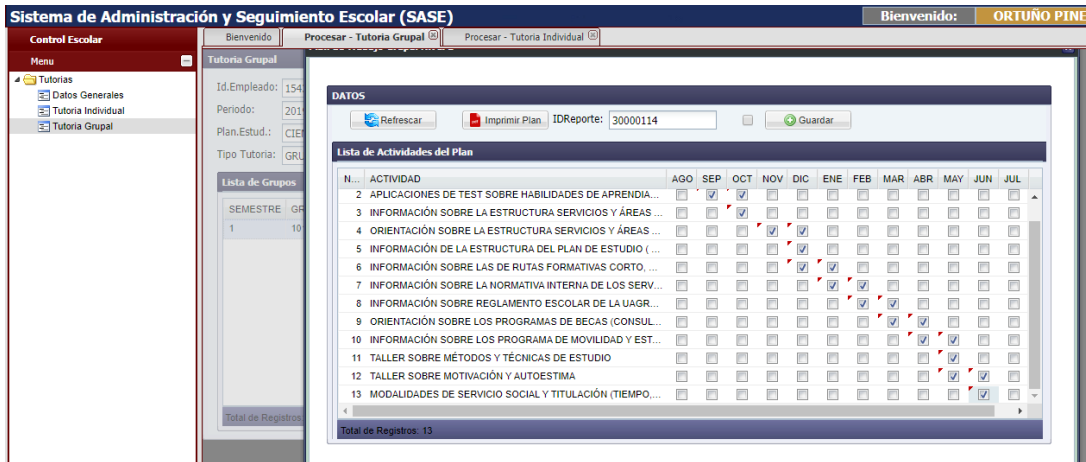 Sistema de Administración y Seguimiento Escolar (SASE)
Bienvenido: ORTUÑO PINE
Control Escolar
Bienvenido
Procesar - Tutoria Grupal
Procesar - Tutoria Individual
Menu
Tutorias
Datos Generales
Tutoria Individual
Tutoria Grupal
Tutoria Grupal
Id.Empleado: 154
Periodo: 201
Plan.Estud.: CIE
Tipo Tutoria: GRU
Lista de Grupos
SEMESTRE GR
1 10
Total de Registros:
DATOS
Refrescar
Imprimir Plan
IDReporte: 30000114
Guardar
Lista de Actividades del Plan
N... ACTIVIDAD AGO SEP OCT NOV DIC ENE FEB MAR ABR MAY JUN JUL
2 APLICACIONES DE TEST SOBRE HABILIDADES DE APRENDIA...
3 INFORMACIÓN SOBRE LA ESTRUCTURA SERVICIOS Y ÁREAS ...
4 ORIENTACIÓN SOBRE LA ESTRUCTURA SERVICIOS Y ÁREAS ...
5 INFORMACIÓN DE LA ESTRUCTURA DEL PLAN DE ESTUDIO ( ...
6 INFORMACIÓN SOBRE LAS DE RUTAS FORMATIVAS CORTO, ...
7 INFORMACIÓN SOBRE LA NORMATIVA INTERNA DE LOS SERV...
8 INFORMACIÓN SOBRE REGLAMENTO ESCOLAR DE LA UAGR...
9 ORIENTACIÓN SOBRE LOS PROGRAMAS DE BECAS (CONSUL...
10 INFORMACIÓN SOBRE LOS PROGRAMA DE MOVILIDAD Y EST...
11 TALLER SOBRE MÉTODOS Y TÉCNICAS DE ESTUDIO
12 TALLER SOBRE MOTIVACIÓN Y AUTOESTIMA
13 MODALIDADES DE SERVICIO SOCIAL Y TITULACIÓN (TIEMPO,...
Total de Registros: 13